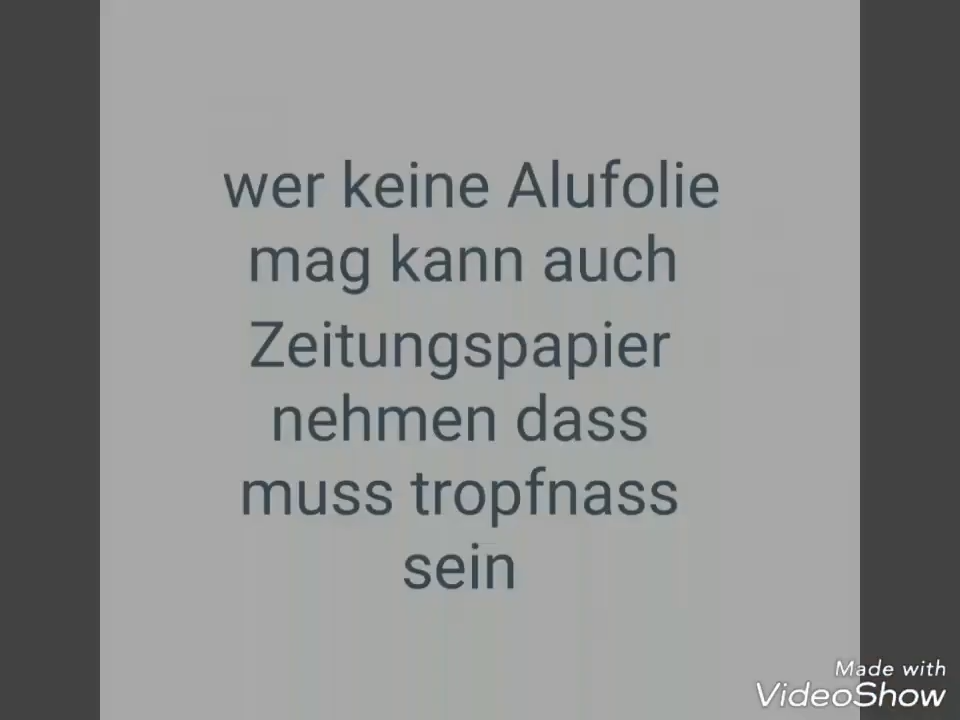 wer keine Alufolie
mag kann auch
Zeitungspapier
nehmen dass
muss tropfnass
sein
Made with
VideoShow